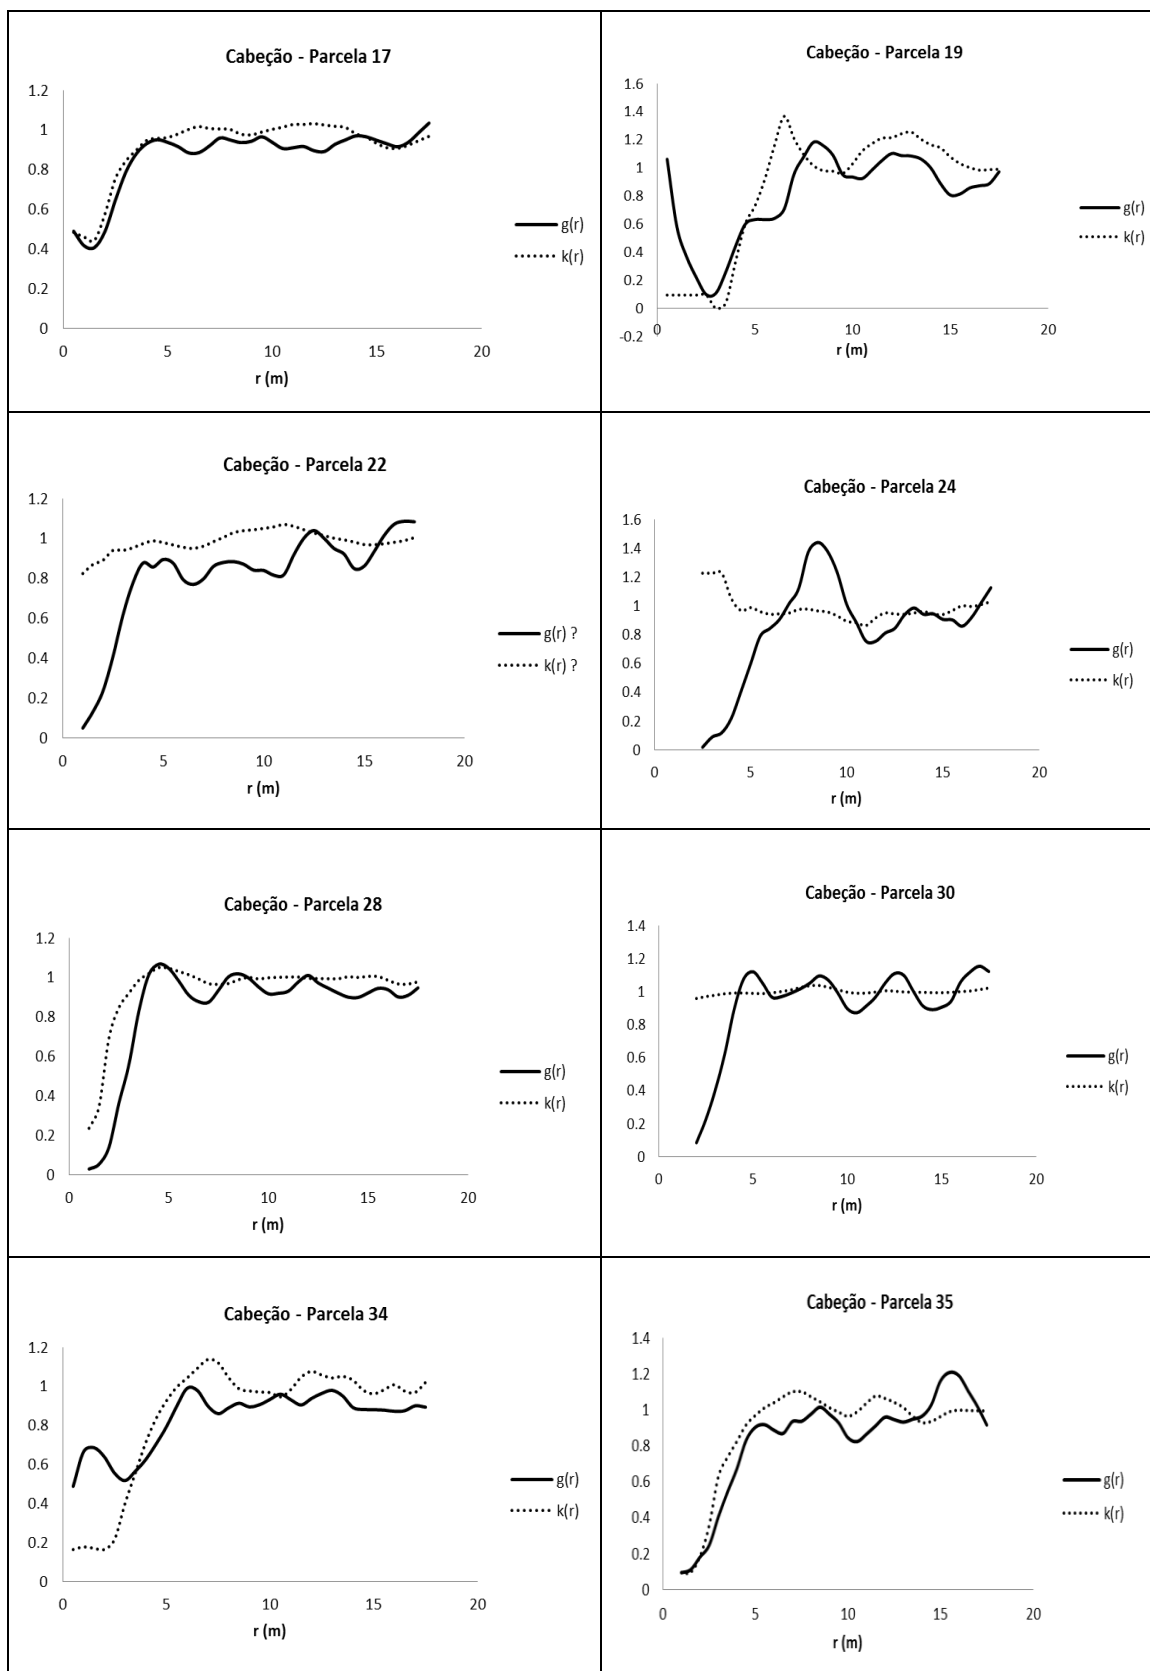 Cabeção - Parcela 17
1.2
1
0.8
0.6
0.4
0.2
0
0 5 10 15 20
r (m)
g(r)
k(r)
Cabeção - Parcela 19
1.6
1.4
1.2
1
0.8
0.6
0.4
0.2
0
-0.2
0 5 10 15 20
r (m)
g(r)
k(r)
Cabeção - Parcela 22
1.2
1
0.8
0.6
0.4
0.2
0
0 5 10 15 20
r (m)
g(r) ?
k(r) ?
Cabeção - Parcela 24
1.6
1.4
1.2
1
0.8
0.6
0.4
0.2
0
0 5 10 15 20
r (m)
g(r)
k(r)
Cabeção - Parcela 28
1.2
1
0.8
0.6
0.4
0.2
0
0 5 10 15 20
r (m)
g(r)
k(r)
Cabeção - Parcela 30
1.4
1.2
1
0.8
0.6
0.4
0.2
0
0 5 10 15 20
r (m)
g(r)
k(r)
Cabeção - Parcela 34
1.2
1
0.8
0.6
0.4
0.2
0
0 5 10 15 20
r (m)
g(r)
k(r)
Cabeção - Parcela 35
1.4
1.2
1
0.8
0.6
0.4
0.2
0
0 5 10 15 20
r (m)
g(r)
k(r)